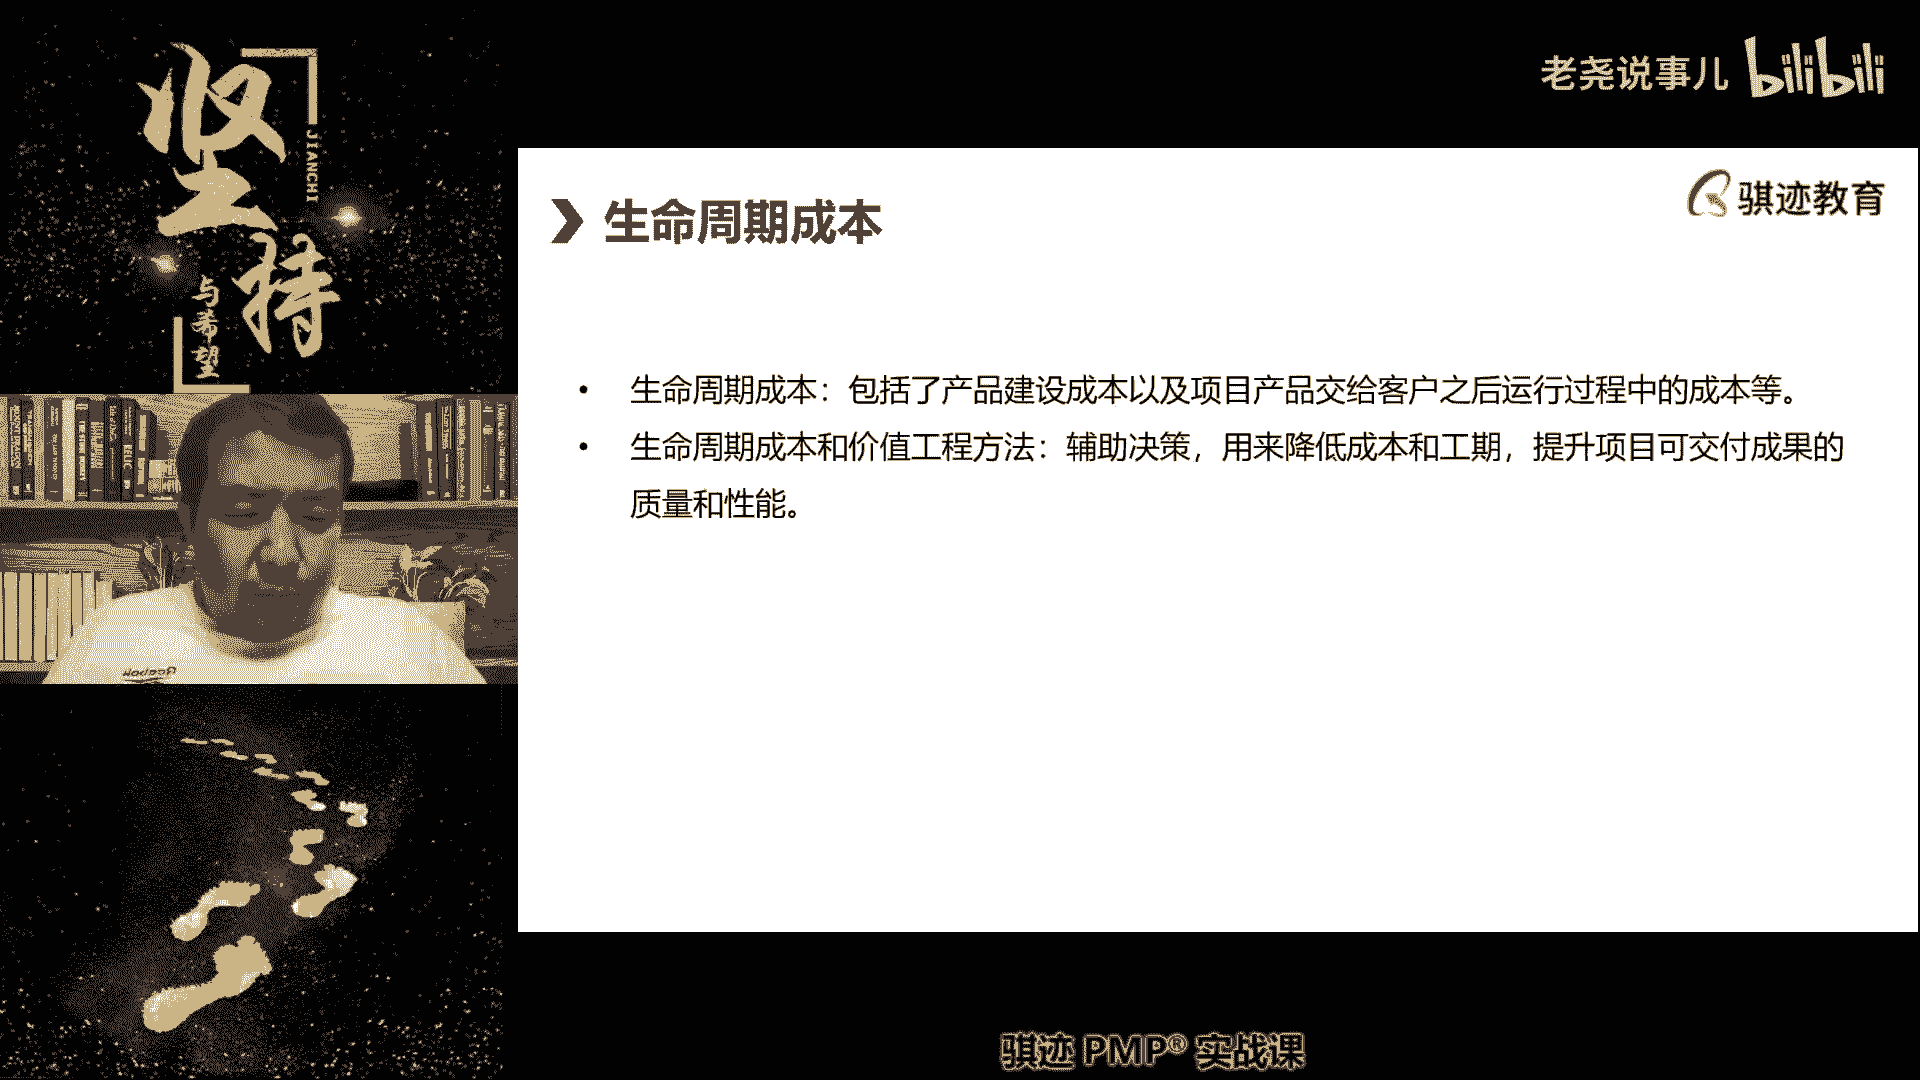 坚持
JIANCHI
与希望
老尧说事儿 bilibili
骐迹教育
生命周期成本
• 生命周期成本：包括了产品建设成本以及项目产品交给客户之后运行过程中的成本等。
• 生命周期成本和价值工程方法：辅助决策，用来降低成本和工期，提升项目可交付成果的
质量和性能。
骐迹 PMP® 实战课